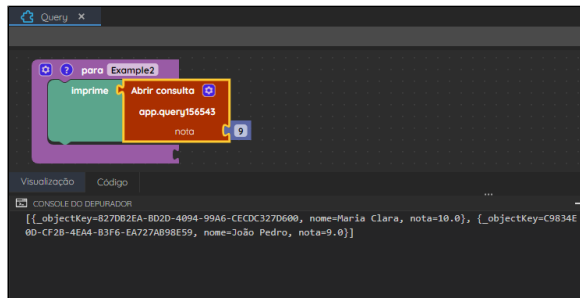 Query ×
? para Example2
imprime Abrir consulta
app.query156543
nota 9
Visualização Código
...
CONSOLE DO DEPURADOR
[{_objectKey=827DB2EA-BD2D-4094-99A6-CECDC327D600, nome=Maria Clara, nota=10.0}, {_objectKey=C9834E
0D-CF2B-4EA4-B3F6-EA727AB98E59, nome=João Pedro, nota=9.0}]